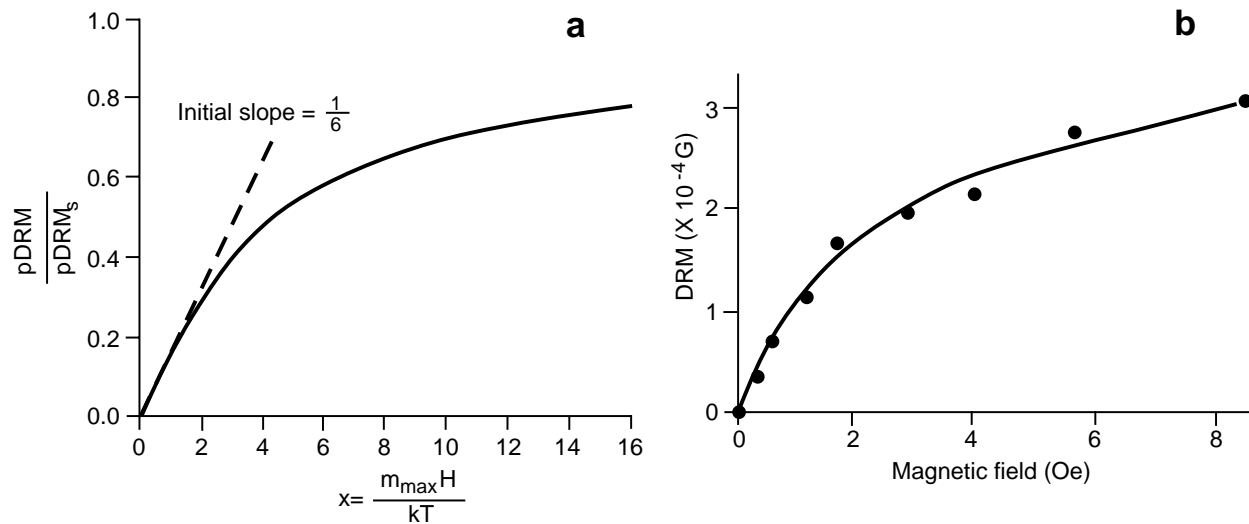 a
1.0
0.8
0.6
0.4
0.2
0.0
Initial slope = 1/6
pDRM
pDRMs
0 2 4 6 8 10 12 14 16
x= mmaxH
kT
b
3
2
1
0
DRM (X 10 -4 G)
0 2 4 6 8
Magnetic field (Oe)